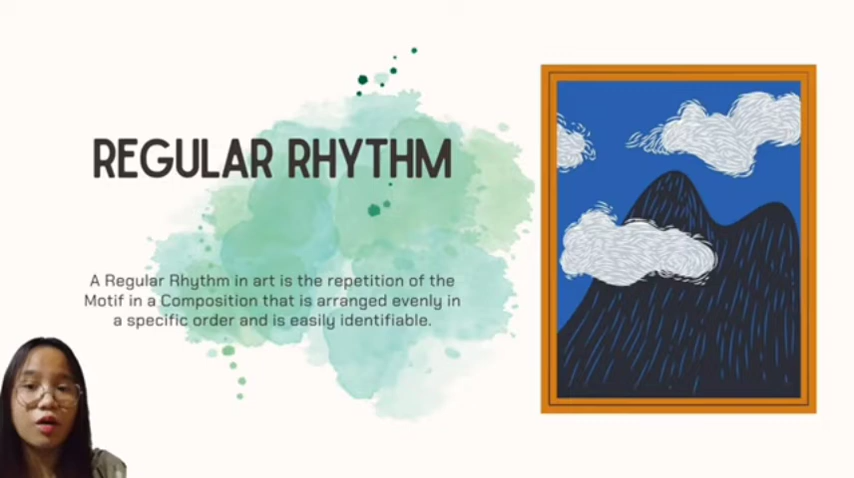 REGULAR RHYTHM
A Regular Rhythm in art is the repetition of the
Motif in a Composition that is arranged evenly in
a specific order and is easily identifiable.